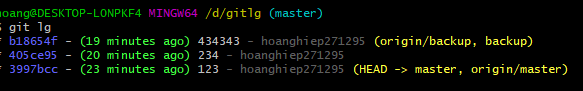 hoang@DESKTOP-LONPKF4 MINGW64 /d/gitlg (master)
$ git lg
* b18654f - (19 minutes ago) 434343 - hoanghiep271295 (origin/backup, backup)
* 405ce95 - (20 minutes ago) 234 - hoanghiep271295
* 3997bcc - (23 minutes ago) 123 - hoanghiep271295 (HEAD -> master, origin/master)